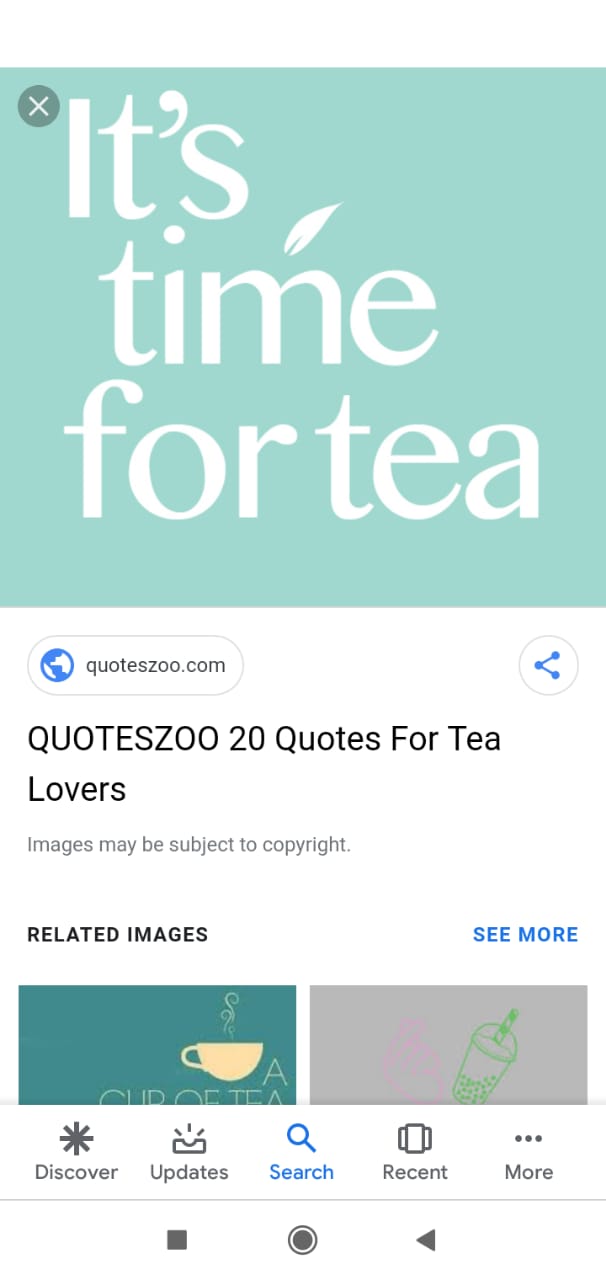 It's
time
for tea
quoteszoo.com
QUOTESZOO 20 Quotes For Tea
Lovers
Images may be subject to copyright.
RELATED IMAGES SEE MORE
A
CUP OF TEA
Discover Updates Search Recent More